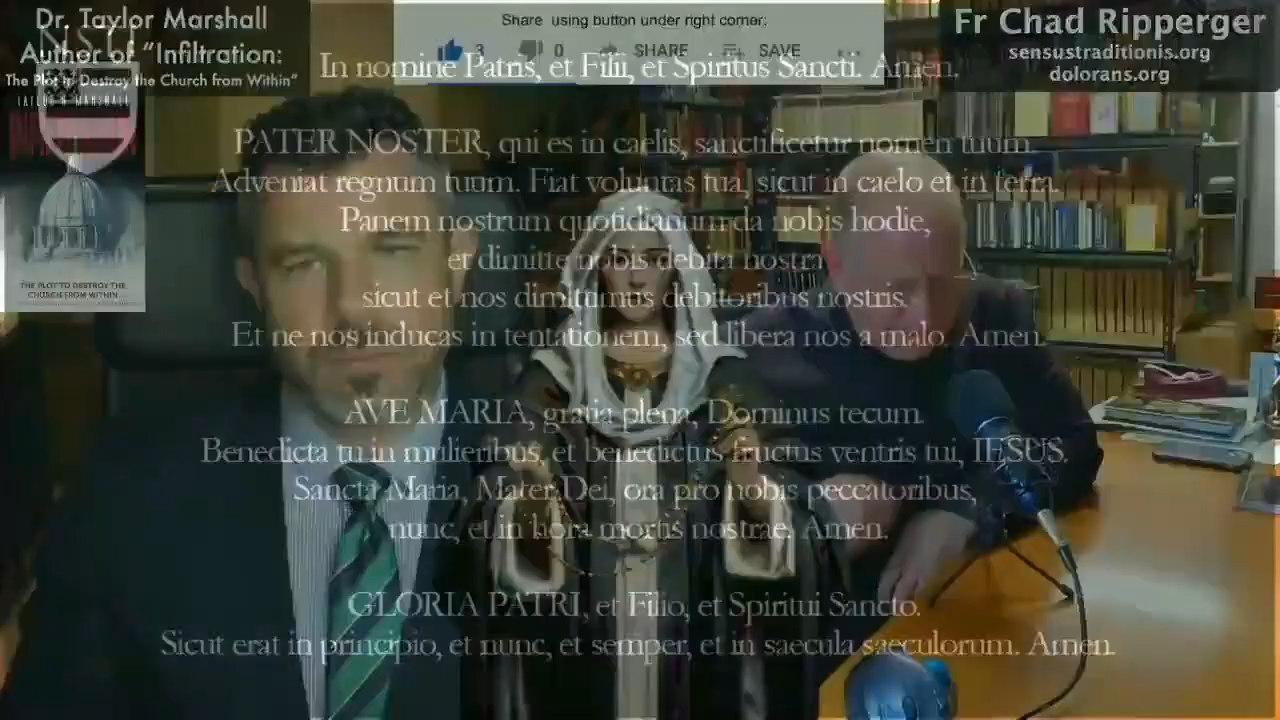 Dr. Taylor Marshall
Author of “Infiltration:
The Plot to Destroy the Church from Within”
TAYLOR MARSHALL
THE PLOT TO DESTROY THE
CHURCH FROM WITHIN
Share using button under right corner:
3 0 SHARE SAVE ...
Fr Chad Ripperger
sensustraditionis.org
dolorans.org
In nomine Patris, et Filii, et Spiritus Sancti. Amen.
PATER NOSTER, qui es in caelis, sanctificetur nomen tuum.
Adveniat regnum tuum. Fiat voluntas tua, sicut in caelo et in terra.
Panem nostrum quotidianum da nobis hodie,
et dimitte nobis debita nostra
sicut et nos dimittimus debitoribus nostris.
Et ne nos inducas in tentationem, sed libera nos a malo. Amen.
AVE MARIA, gratia plena, Dominus tecum.
Benedicta tu in mulieribus, et benedictus fructus ventris tui, IESUS.
Sancta Maria, Mater Dei, ora pro nobis peccatoribus,
nunc, et in hora mortis nostrae. Amen.
GLORIA PATRI, et Filio, et Spiritui Sancto.
Sicut erat in principio, et nunc, et semper, et in saecula saeculorum. Amen.